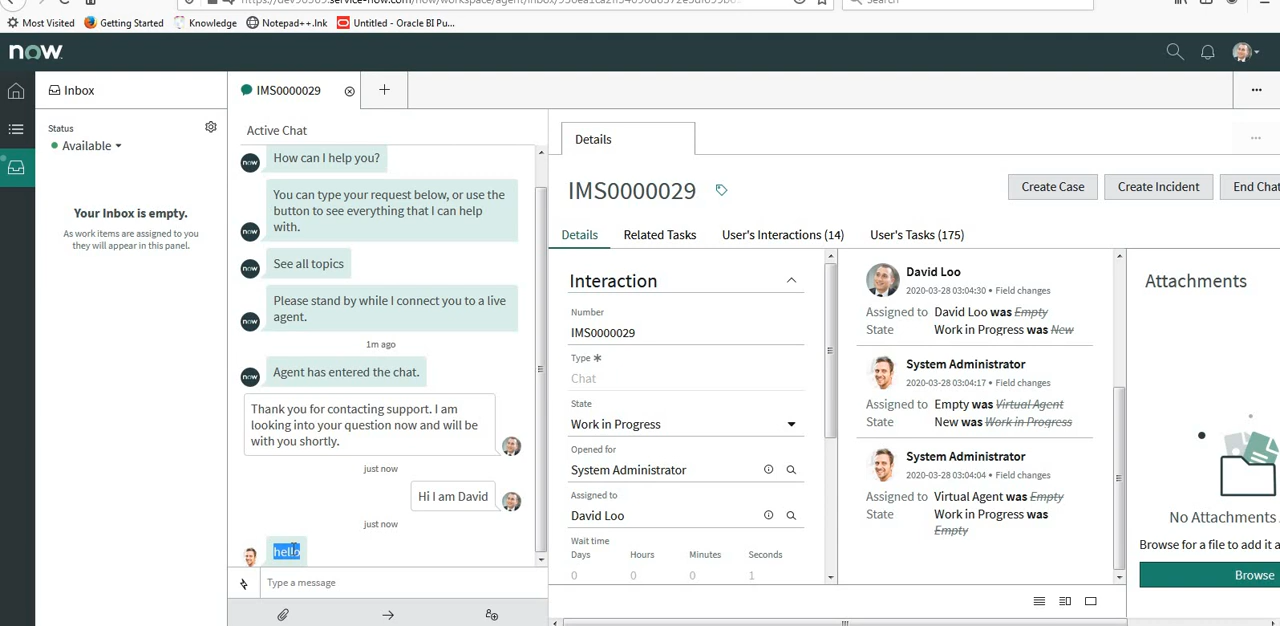 Most Visited Getting Started Knowledge Notepad++.lnk Untitled - Oracle BI Pu...
Search
now
Inbox
IMS0000029
Status
Available
Your Inbox is empty.
As work items are assigned to you
they will appear in this panel.
Active Chat
How can I help you?
You can type your request below, or use the
button to see everything that I can help
with.
See all topics
Please stand by while I connect you to a live
agent.
1m ago
Agent has entered the chat.
Thank you for contacting support. I am
looking into your question now and will be
with you shortly.
just now
Hi I am David
just now
hello
Type a message
Details
IMS0000029
Create Case
Create Incident
End Chat
Details
Related Tasks
User's Interactions (14)
User's Tasks (175)
Interaction
Number
IMS0000029
Type
Chat
State
Work in Progress
Opened for
System Administrator
Assigned to
David Loo
Wait time
Days Hours Minutes Seconds
0 0 0 1
David Loo
2020-03-28 03:04:30 • Field changes
Assigned to David Loo was Empty
State Work in Progress was New
System Administrator
2020-03-28 03:04:17 • Field changes
Assigned to Empty was Virtual Agent
State New was Work in Progress
System Administrator
2020-03-28 03:04:04 • Field changes
Assigned to Virtual Agent was Empty
State Work in Progress was
Empty
Attachments
No Attachments
Browse for a file to add it a
Browse